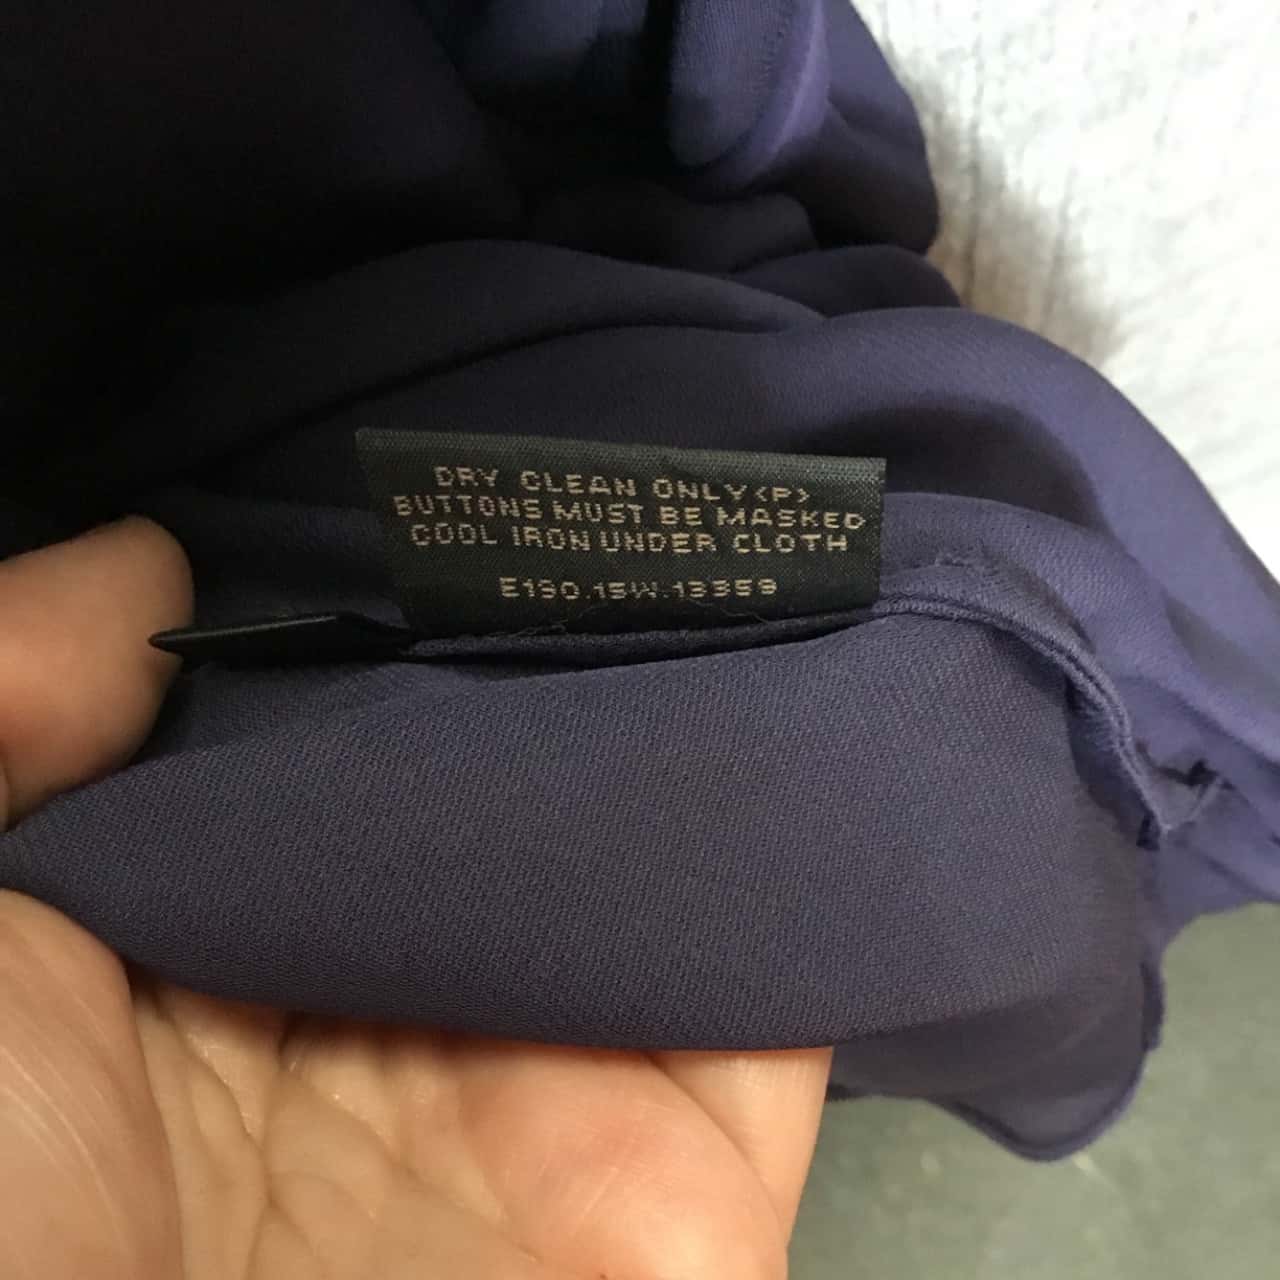 DRY CLEAN ONLY<P>
BUTTONS MUST BE MASKED
COOL IRON UNDER CLOTH
E190.15W.13359